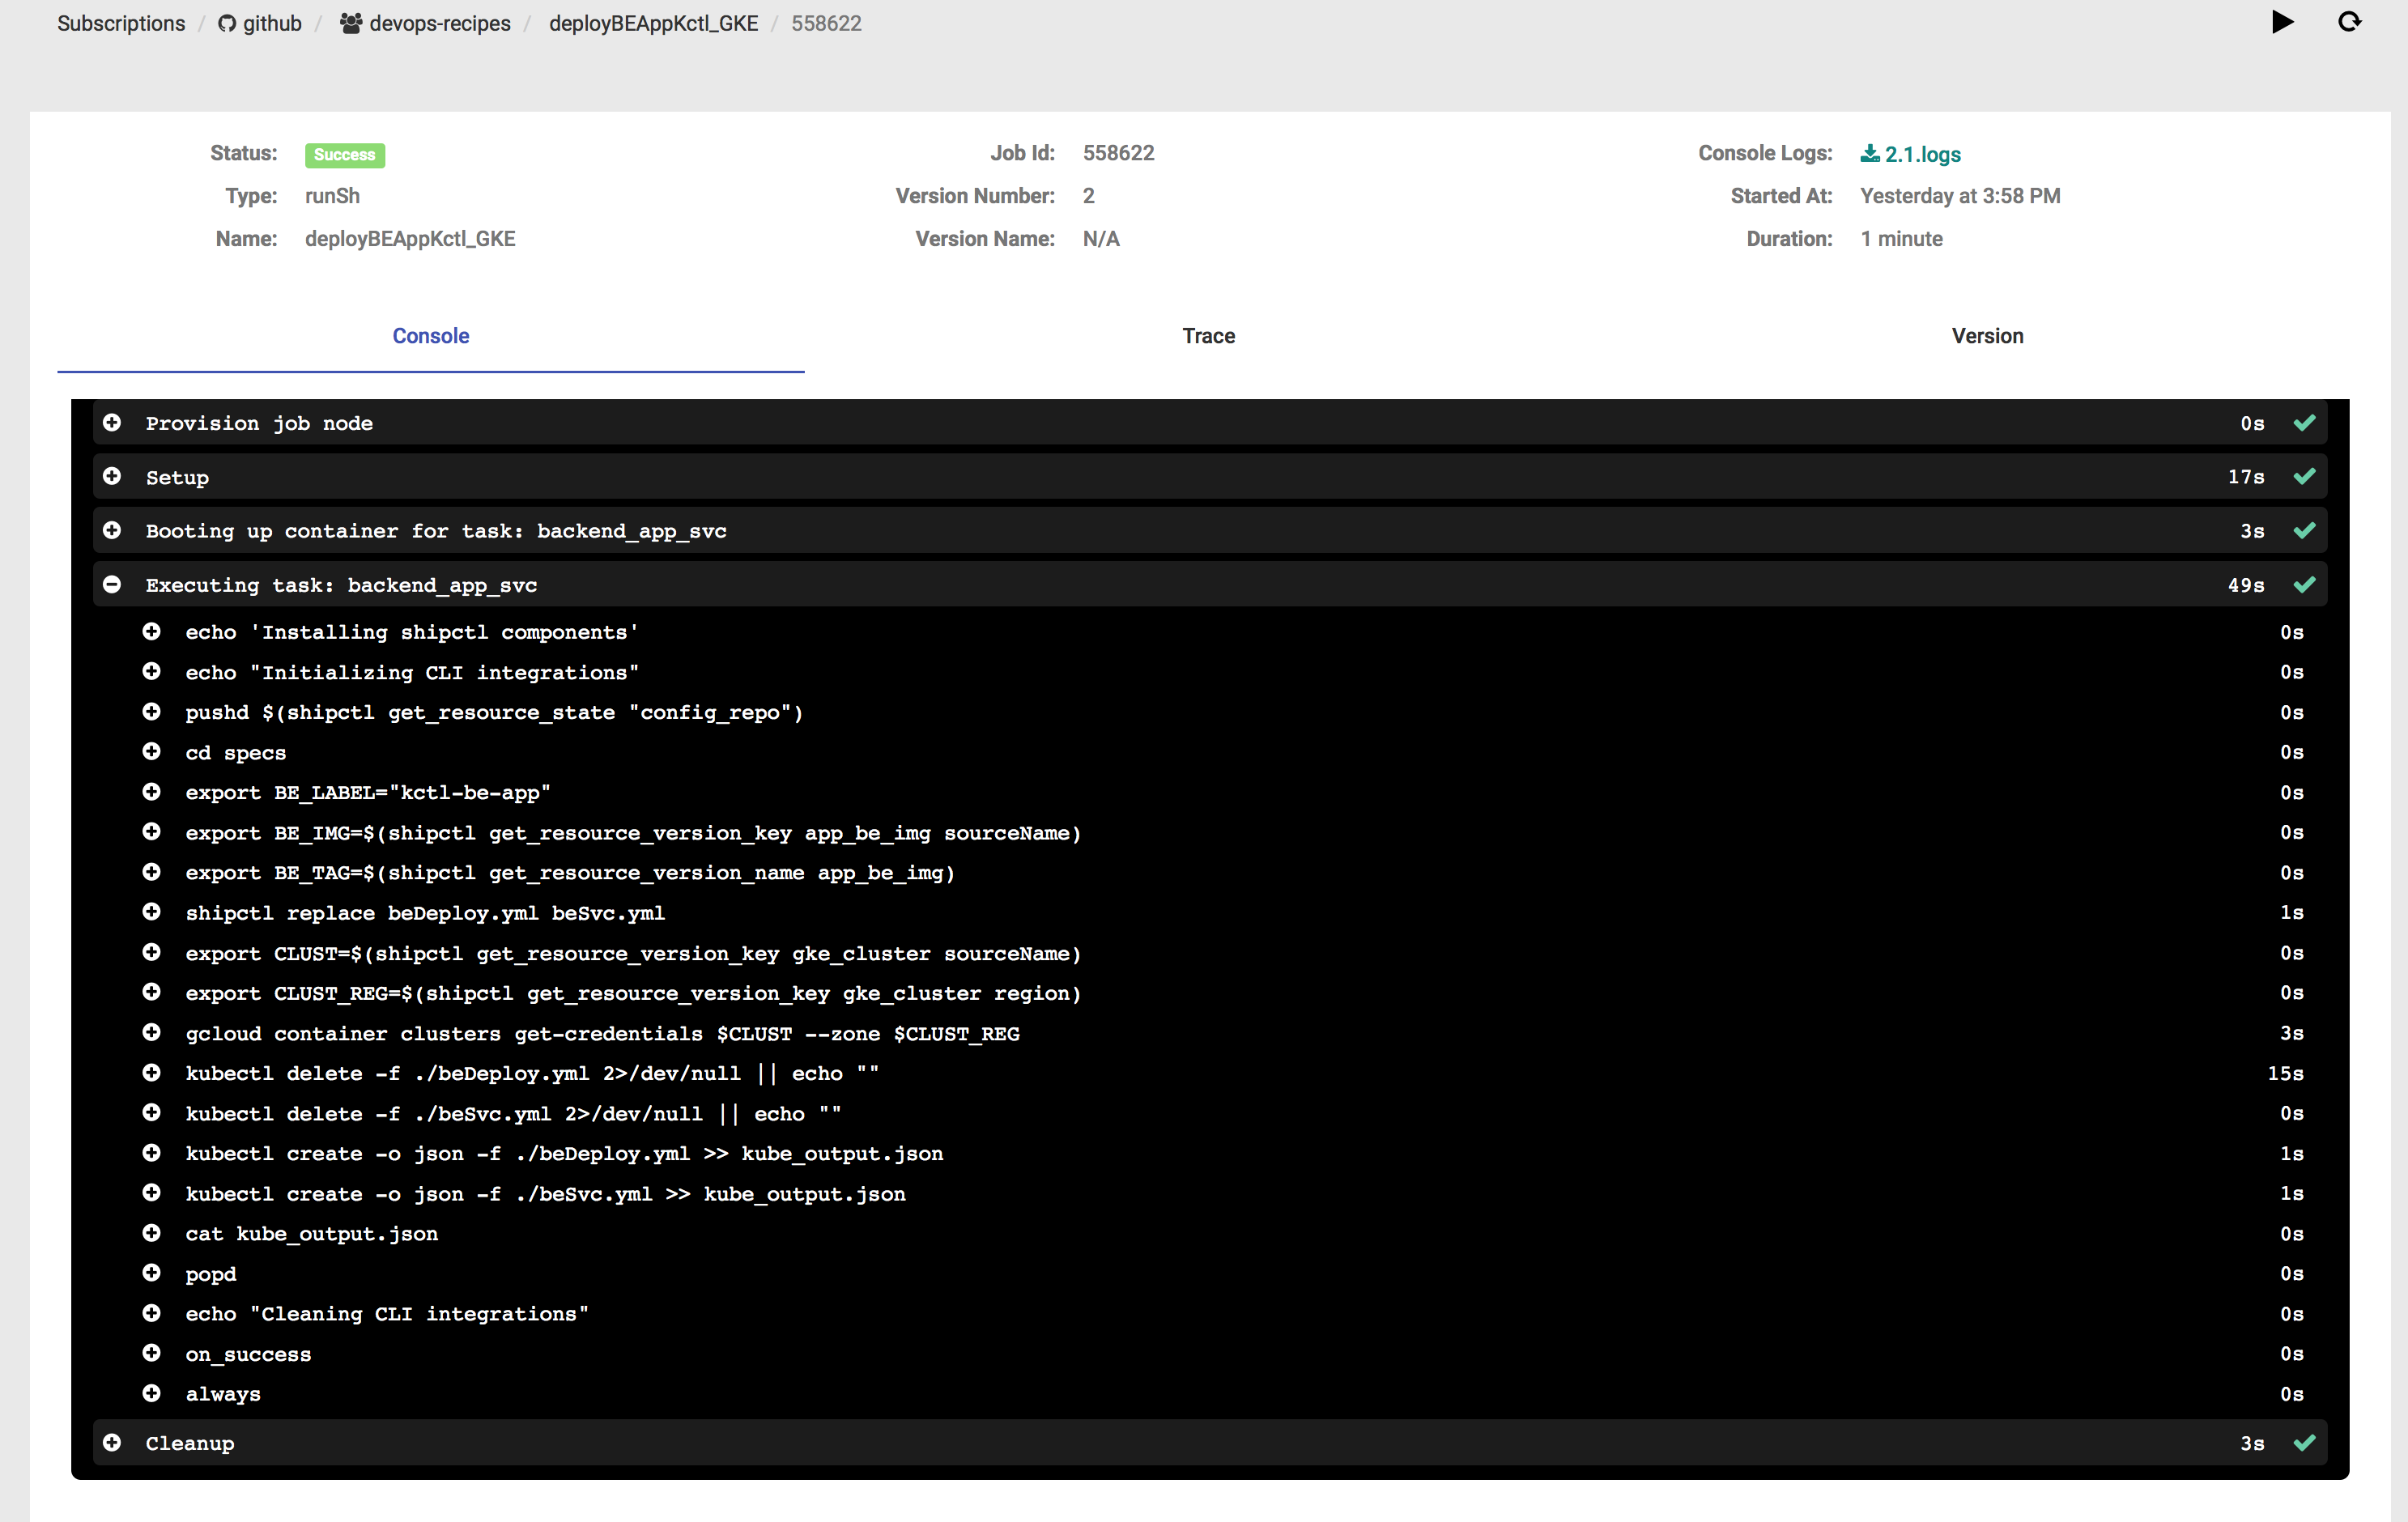 Subscriptions / github / devops-recipes / deployBEAppKctl_GKE / 558622
Status: Success Job Id: 558622 Console Logs: 2.1.logs
Type: runSh Version Number: 2 Started At: Yesterday at 3:58 PM
Name: deployBEAppKctl_GKE Version Name: N/A Duration: 1 minute
Console Trace Version
Provision job node 0s
Setup 17s
Booting up container for task: backend_app_svc 3s
Executing task: backend_app_svc 49s
echo 'Installing shipctl components' 0s
echo "Initializing CLI integrations" 0s
pushd $(shipctl get_resource_state "config_repo") 0s
cd specs 0s
export BE_LABEL="kctl-be-app" 0s
export BE_IMG=$(shipctl get_resource_version_key app_be_img sourceName) 0s
export BE_TAG=$(shipctl get_resource_version_name app_be_img) 0s
shipctl replace beDeploy.yml beSvc.yml 1s
export CLUST=$(shipctl get_resource_version_key gke_cluster sourceName) 0s
export CLUST_REG=$(shipctl get_resource_version_key gke_cluster region) 0s
gcloud container clusters get-credentials $CLUST --zone $CLUST_REG 3s
kubectl delete -f ./beDeploy.yml 2>/dev/null || echo "" 15s
kubectl delete -f ./beSvc.yml 2>/dev/null || echo "" 0s
kubectl create -o json -f ./beDeploy.yml >> kube_output.json 1s
kubectl create -o json -f ./beSvc.yml >> kube_output.json 1s
cat kube_output.json 0s
popd 0s
echo "Cleaning CLI integrations" 0s
on_success 0s
always 0s
Cleanup 3s